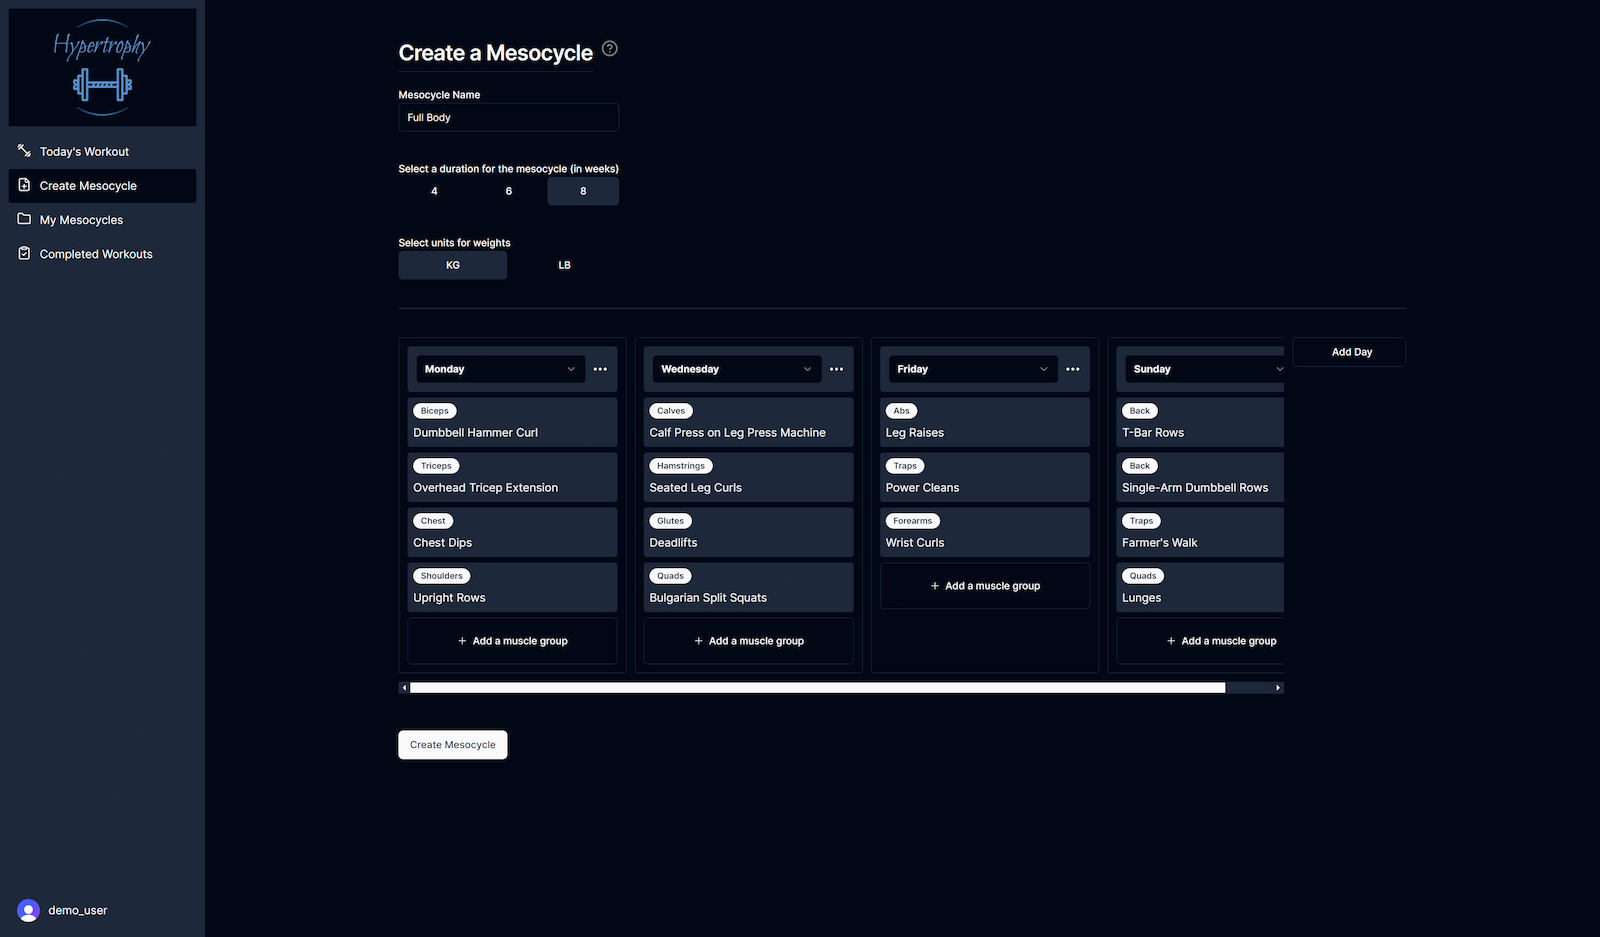 Hypertrophy
Today's Workout
Create Mesocycle
My Mesocycles
Completed Workouts
demo_user
Create a Mesocycle ?
Mesocycle Name
Full Body
Select a duration for the mesocycle (in weeks)
4 6 8
Select units for weights
KG LB
Monday
Biceps
Dumbbell Hammer Curl
Triceps
Overhead Tricep Extension
Chest
Chest Dips
Shoulders
Upright Rows
+ Add a muscle group
Wednesday
Calves
Calf Press on Leg Press Machine
Hamstrings
Seated Leg Curls
Glutes
Deadlifts
Quads
Bulgarian Split Squats
+ Add a muscle group
Friday
Abs
Leg Raises
Traps
Power Cleans
Forearms
Wrist Curls
+ Add a muscle group
Sunday
Back
T-Bar Rows
Back
Single-Arm Dumbbell Rows
Traps
Farmer's Walk
Quads
Lunges
+ Add a muscle group
Add Day
Create Mesocycle